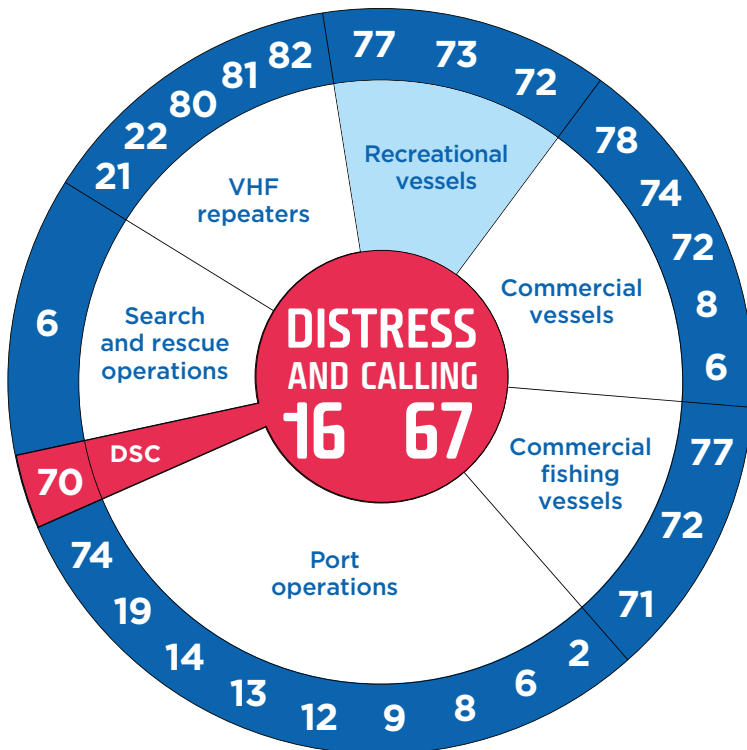 DISTRESS
AND CALLING
16 67
77 73 72
Recreational
vessels
78
74
72
8
6
Commercial
vessels
77
72
71
Commercial
fishing
vessels
2
6
8
9
12
13
14
19
74
Port
operations
70
DSC
6
Search
and rescue
operations
21
22
80
81
82
VHF
repeaters